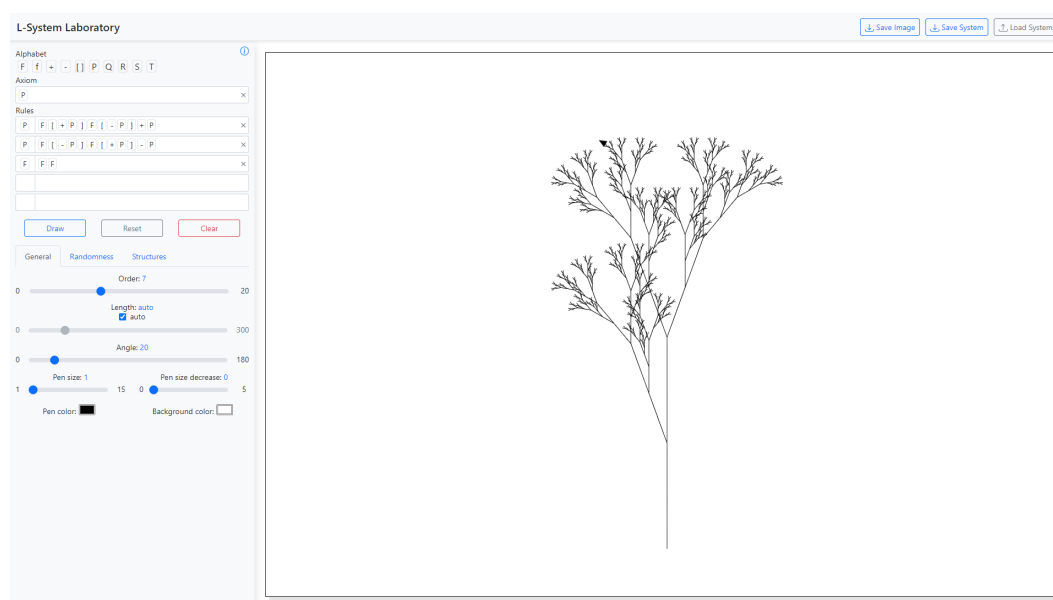 L-System Laboratory
Save Image
Save System
Load System
Alphabet
F f + - [ ] P Q R S T
Axiom
P ×
Rules
P F [ + P ] F [ - P ] + P ×
P F [ - P ] F [ + P ] - P ×
F F F ×
Draw Reset Clear
General Randomness Structures
Order: 7
0 20
Length: auto
auto
0 300
Angle: 20
0 180
Pen size: 1 Pen size decrease: 0
1 15 0 5
Pen color: Background color: